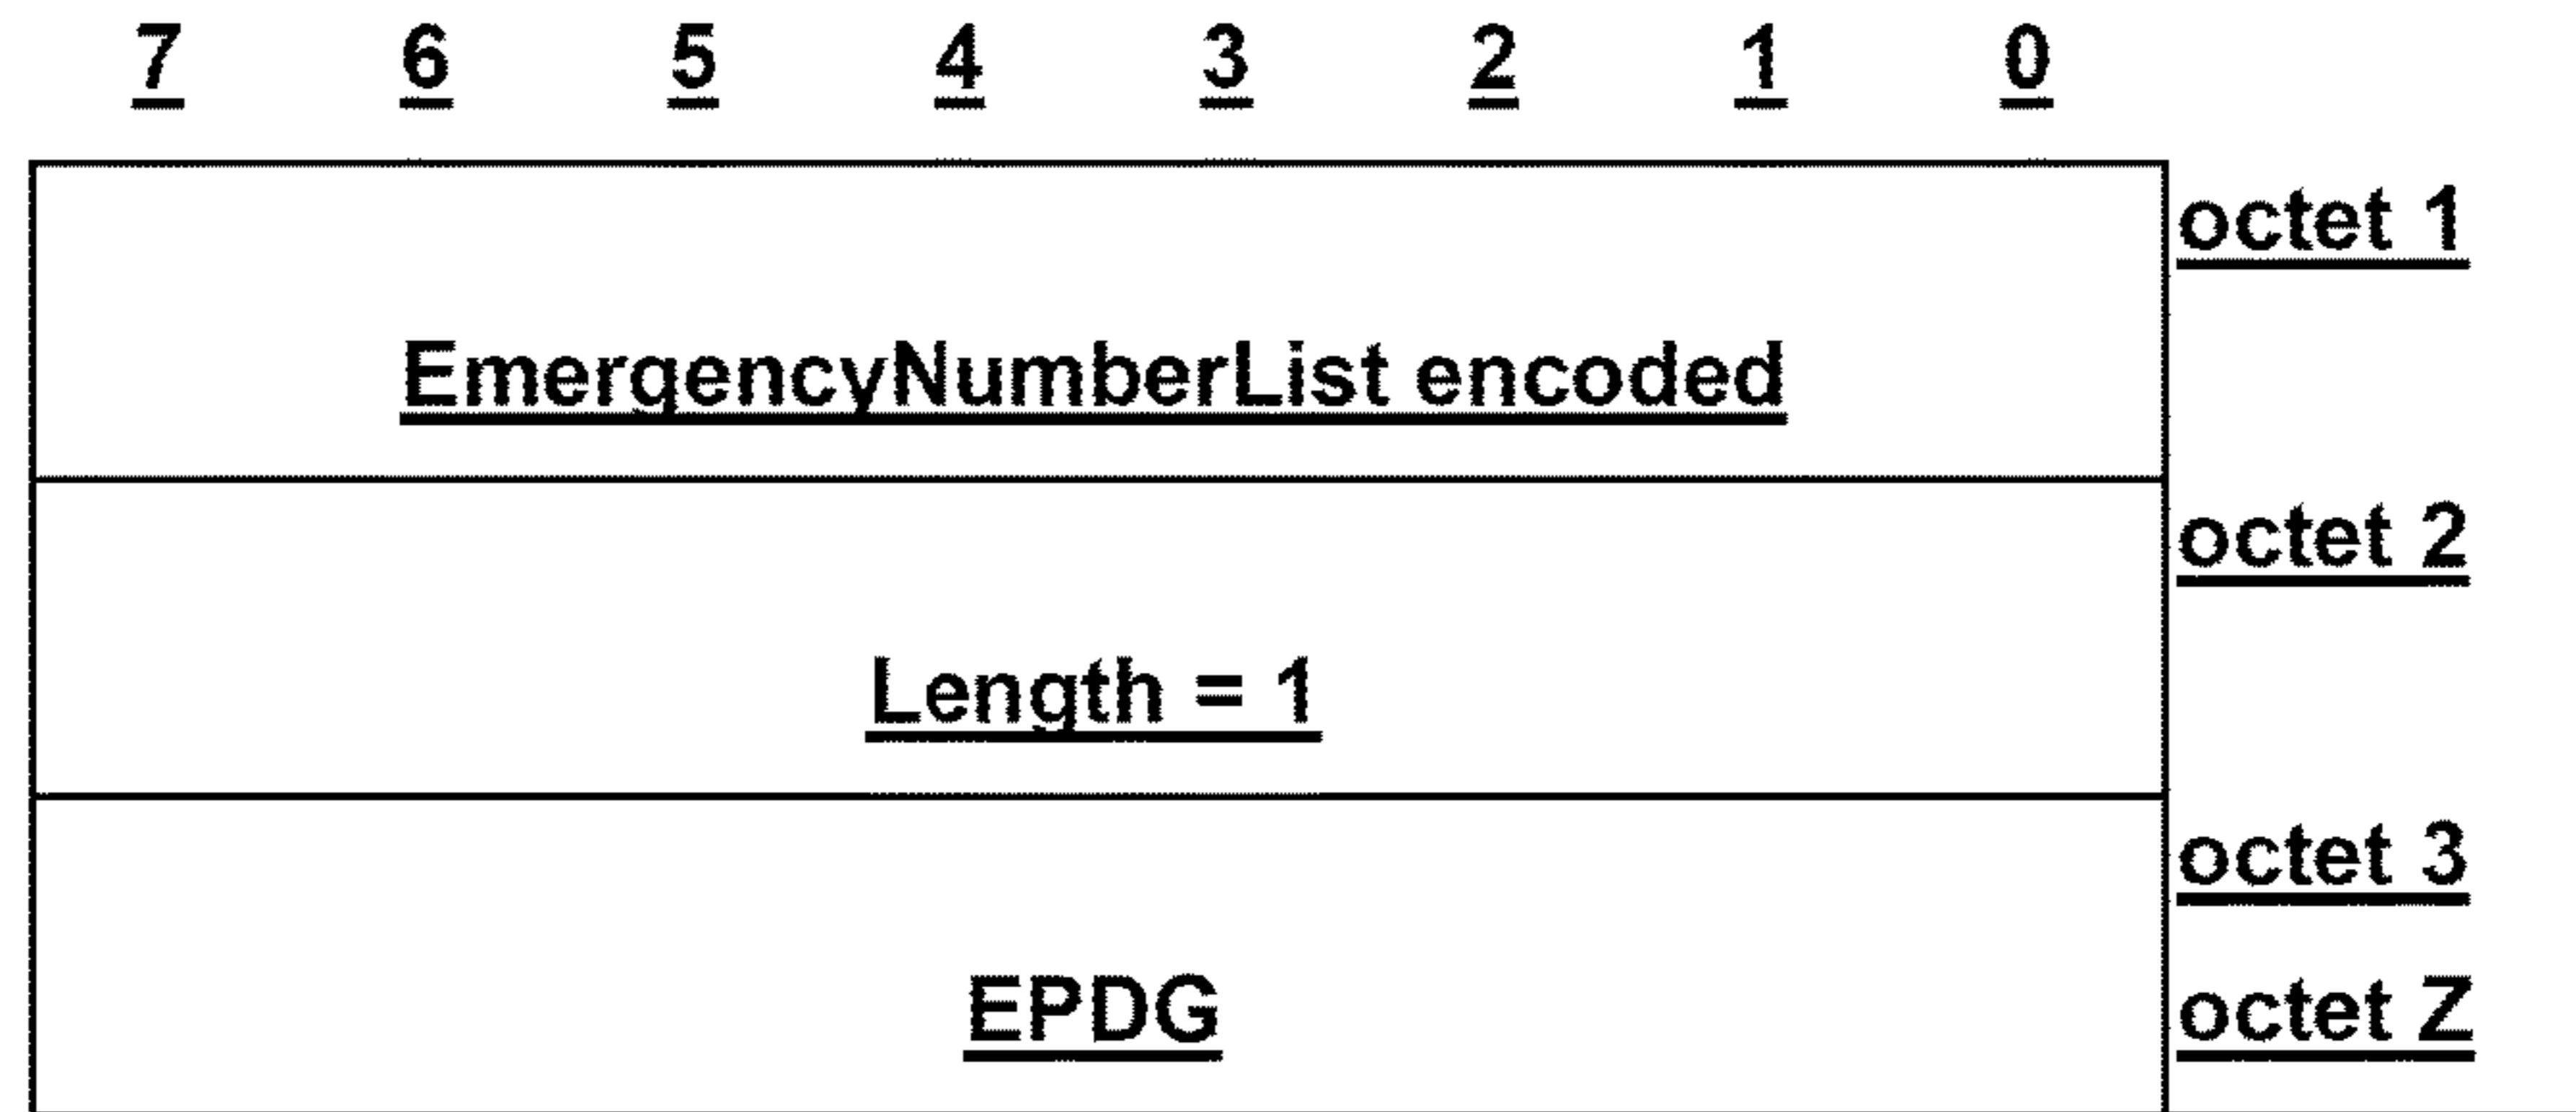 7 6 5 4 3 2 1 0
octet 1
EmergencyNumberList encoded
octet 2
Length = 1
octet 3
EPDG octet Z